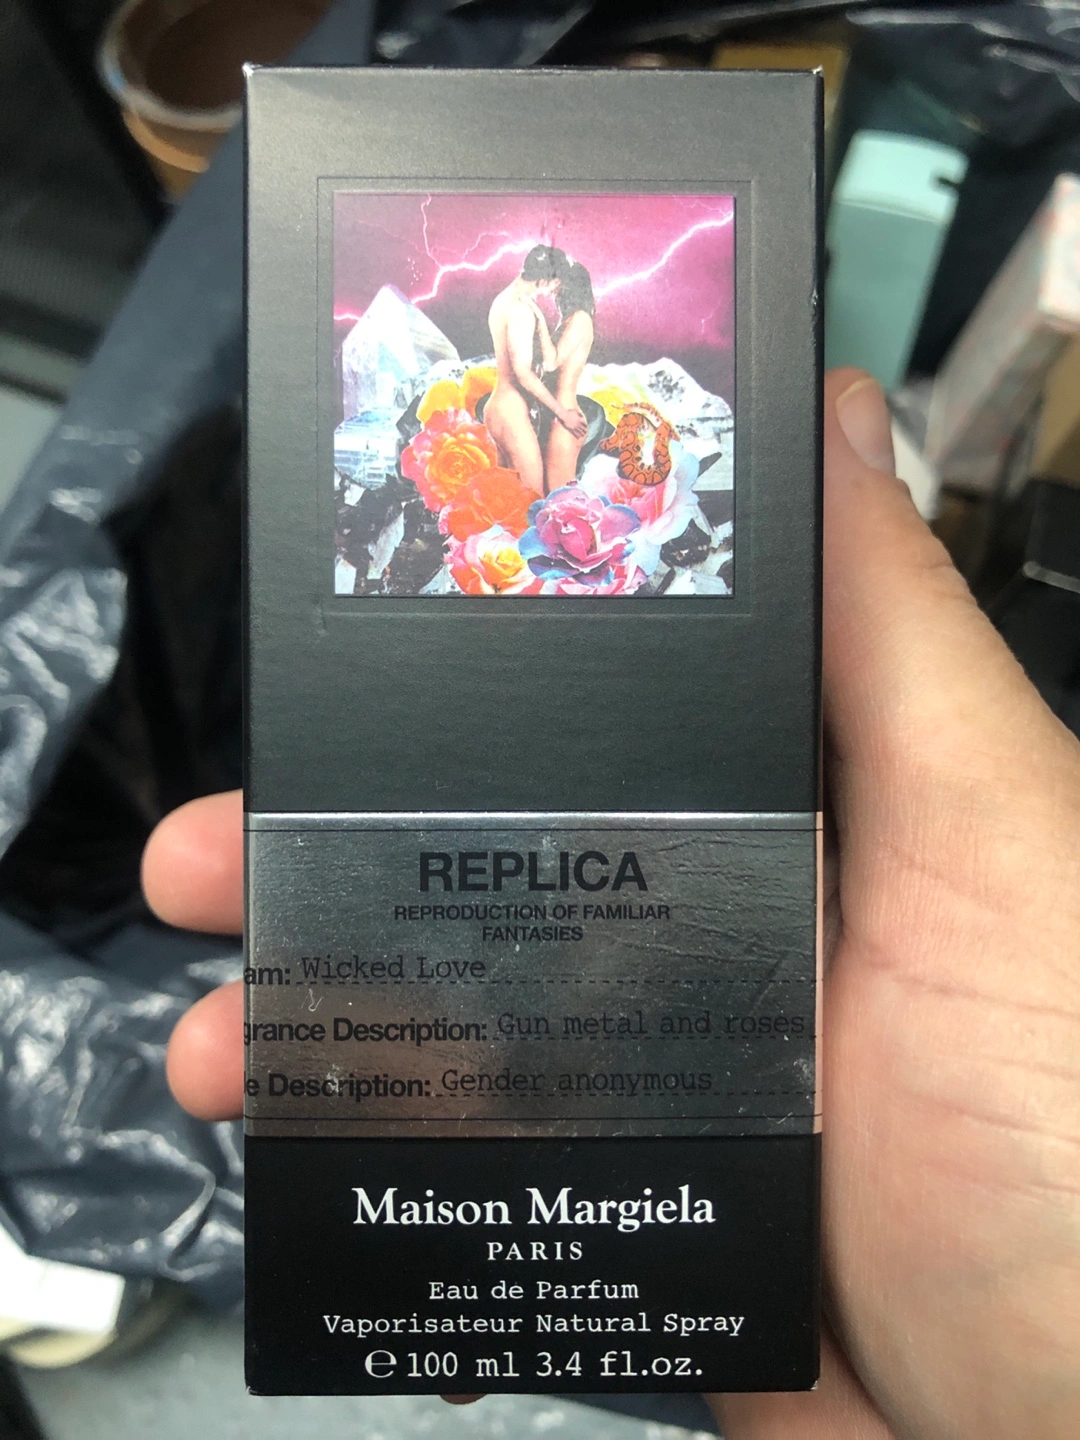 REPLICA
REPRODUCTION OF FAMILIAR
FANTASIES
am: Wicked Love
grance Description: Gun metal and roses
e Description: Gender anonymous
Maison Margiela
PARIS
Eau de Parfum
Vaporisateur Natural Spray
℮ 100 ml 3.4 fl.oz.